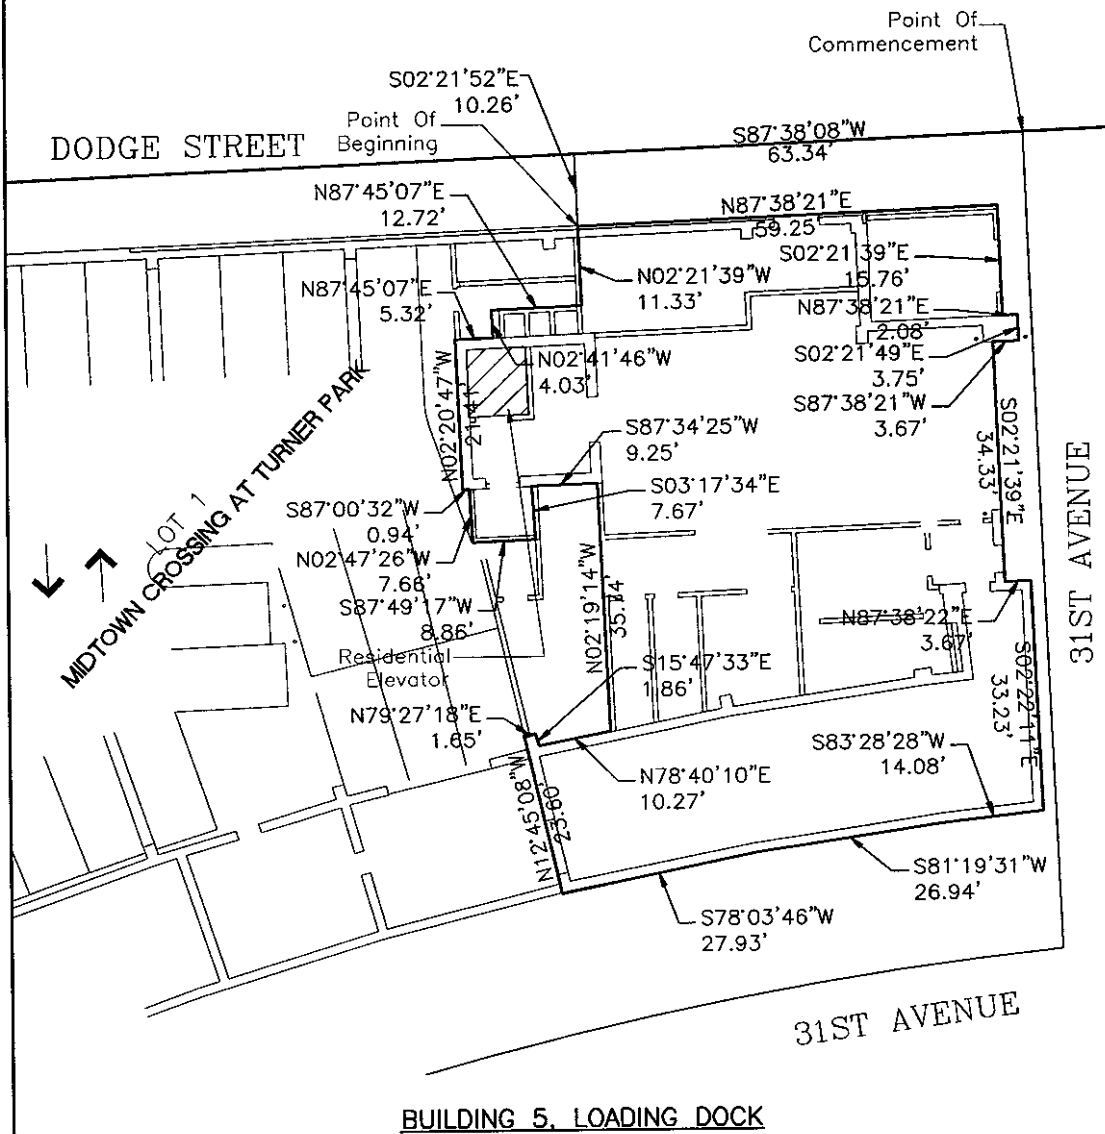 Point Of
Commencement
S02°21'52"E
10.26'
Point Of
Beginning
DODGE STREET
S87°38'08"W
63.34'
N87°45'07"E
12.72'
N87°38'21"E
59.25'
S02°21'39"E
15.76'
N02°21'39"W
11.33'
N87°45'07"E
5.32'
N87°38'21"E
2.08'
N02°41'46"W
4.03'
S02°21'49"E
3.75'
S87°38'21"W
3.67'
N02°20'47"W
21.41'
S02°21'39"E
34.33'
S87°34'25"W
9.25'
S03°17'34"E
7.67'
31ST AVENUE
LOT 1
MIDTOWN CROSSING AT TURNER PARK
S87°00'32"W
0.94'
N02°47'26"W
7.66'
S87°49'17"W
8.86'
N02°19'14"W
35.14'
N87°38'22"E
3.67'
Residential
Elevator
S15°47'33"E
1.86'
S02°22'11"E
33.23'
N79°27'18"E
1.65'
N12°45'08"W
23.60'
N78°40'10"E
10.27'
S83°28'28"W
14.08'
S81°19'31"W
26.94'
S78°03'46"W
27.93'
31ST AVENUE
BUILDING 5, LOADING DOCK